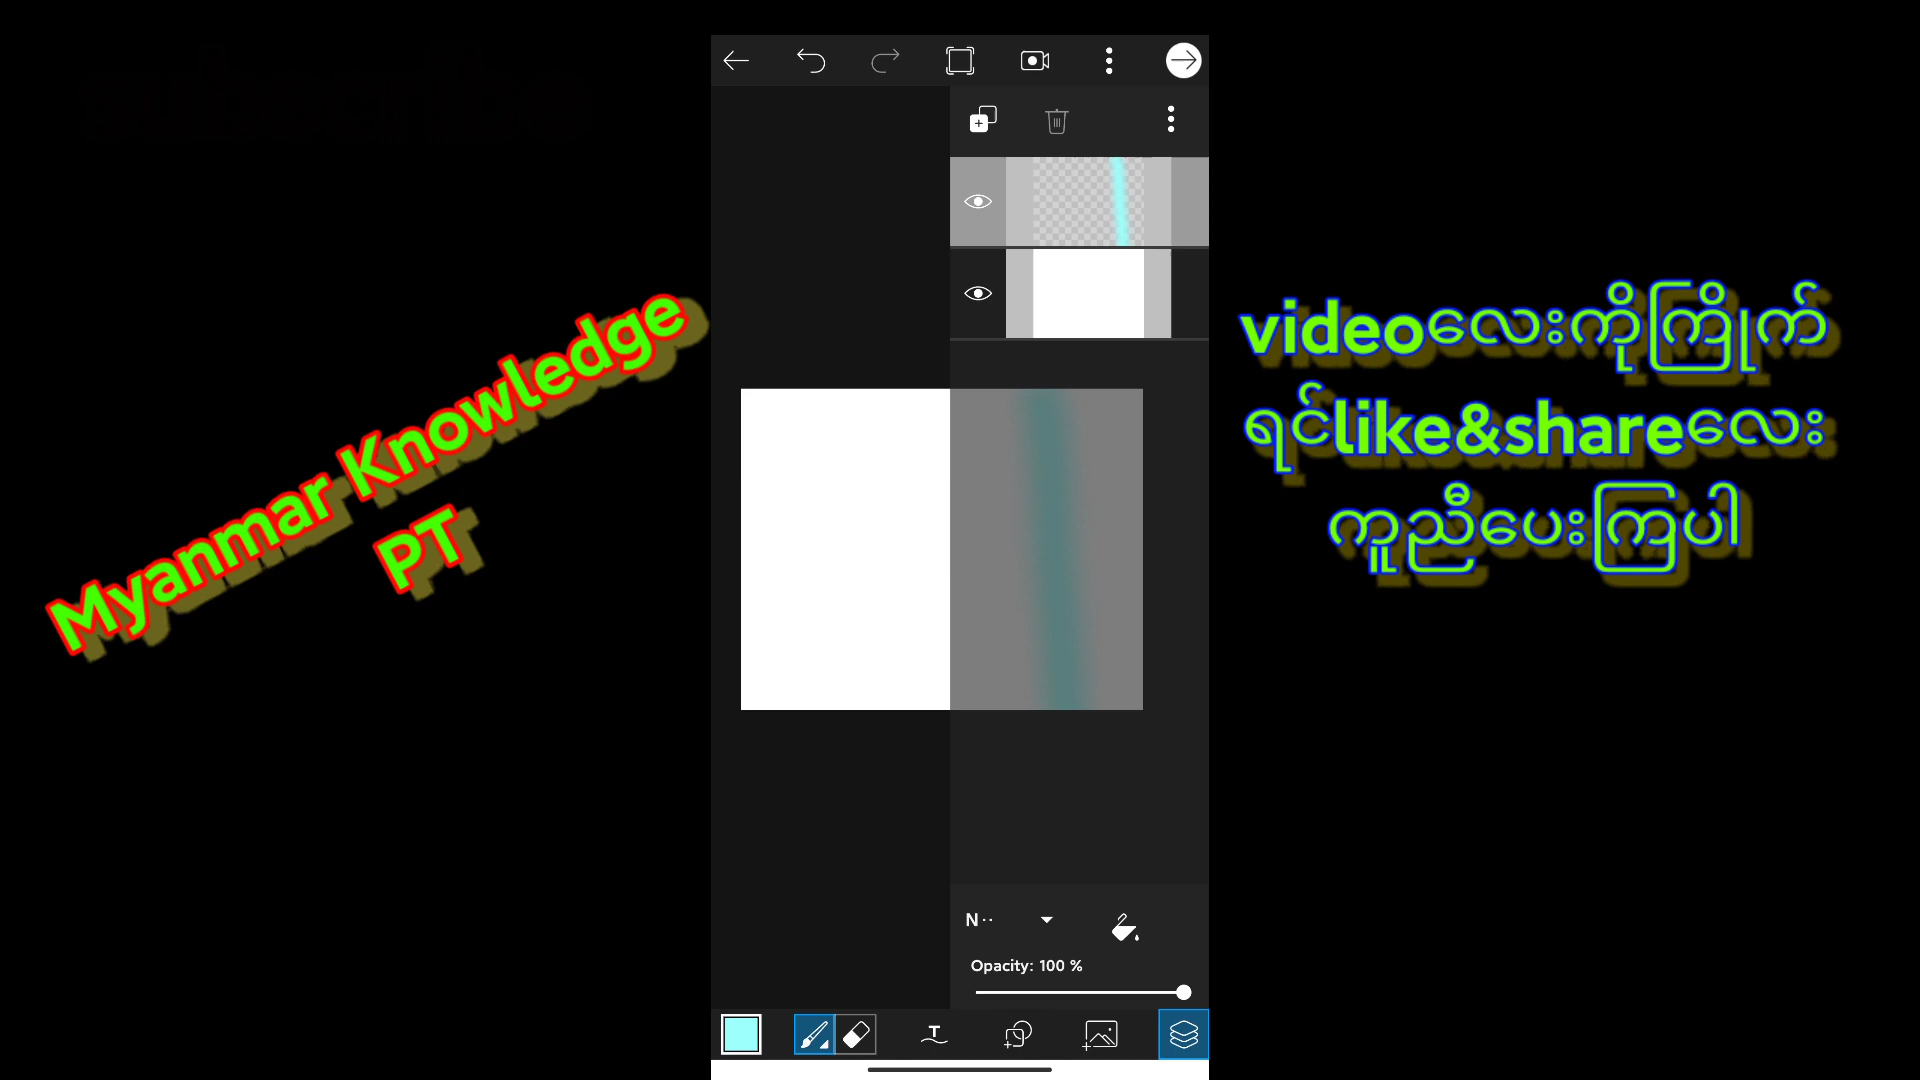 Myanmar Knowledge
PT
videoလေးကိုကြိုက်
ရင်like&shareလေး
ကူညီပေးကြပါ
N··
Opacity: 100 %
T